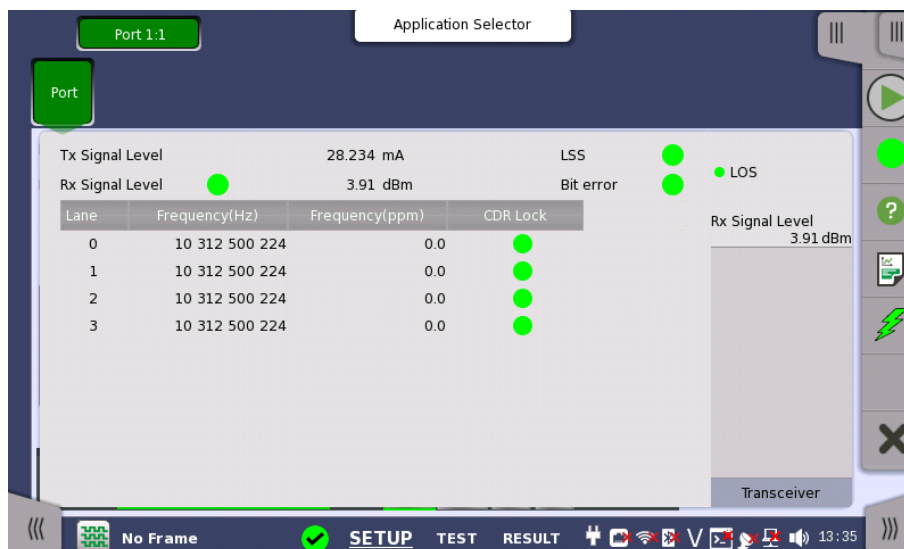 Application Selector
Port 1:1
Port
Tx Signal Level 28.234 mA LSS
Rx Signal Level 3.91 dBm Bit error
LOS
Lane Frequency(Hz) Frequency(ppm) CDR Lock
0 10 312 500 224 0.0
1 10 312 500 224 0.0
2 10 312 500 224 0.0
3 10 312 500 224 0.0
Rx Signal Level
3.91 dBm
Transceiver
No Frame SETUP TEST RESULT V 13:35